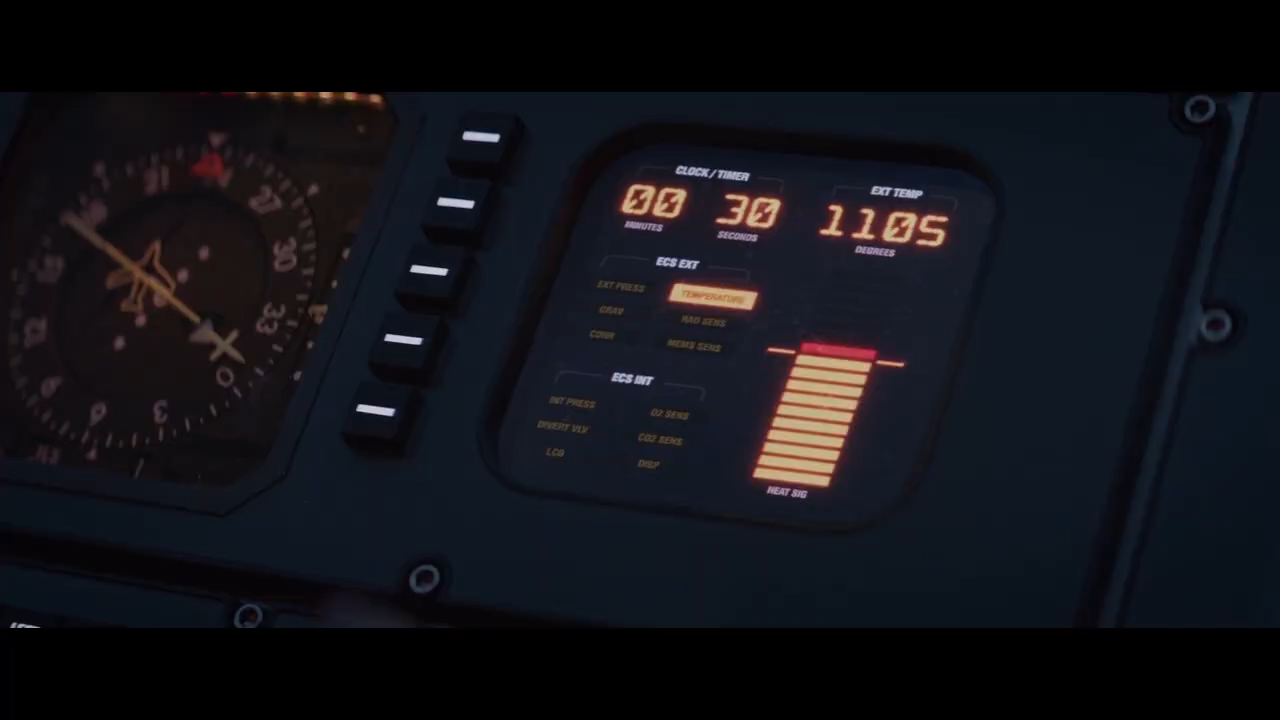 CLOCK / TIMER
EXT TEMP
00 30 1105
MINUTES SECONDS DEGREES
ECS EXT
EXT PRESS TEMPERATURE
GRAV RAD SENS
COMM MEMS SENS
ECS INT
INT PRESS O2 SENS
DIVERT VLV CO2 SENS
LCG DISP
HEAT SIG
27
30
33
0
3
6